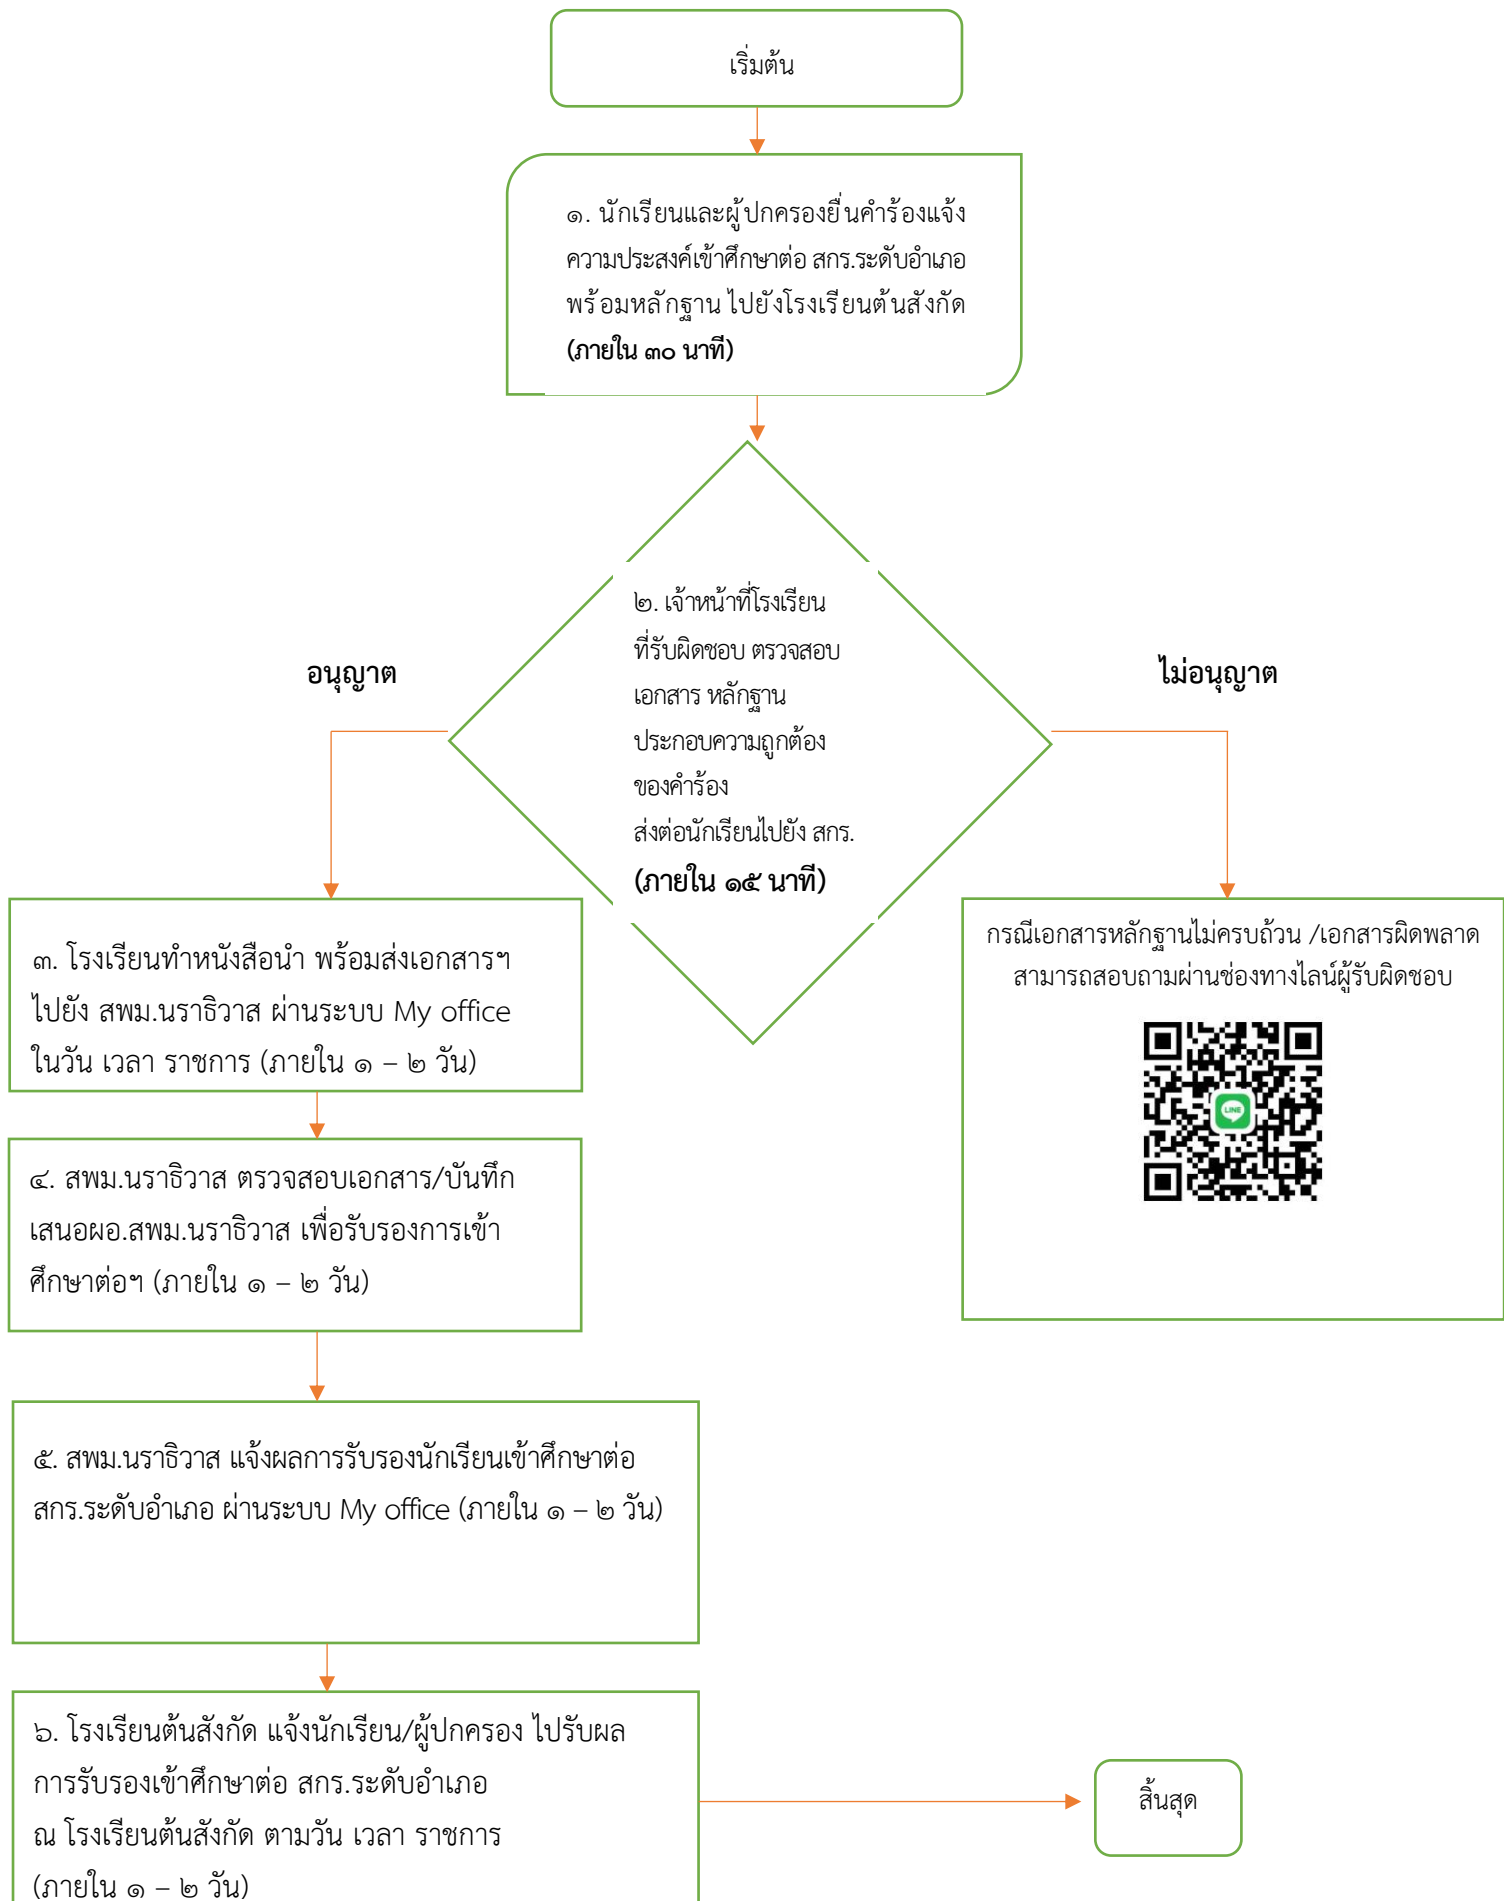 เริ่มต้น
๑. นักเรียนและผู้ปกครองยื่นคำร้องแจ้ง
ความประสงค์เข้าศึกษาต่อ สกร.ระดับอำเภอ
พร้อมหลักฐาน ไปยังโรงเรียนต้นสังกัด
(ภายใน ๓๐ นาที)
๒. เจ้าหน้าที่โรงเรียน
ที่รับผิดชอบ ตรวจสอบ
เอกสาร หลักฐาน
ประกอบความถูกต้อง
ของคำร้อง
ส่งต่อนักเรียนไปยัง สกร.
(ภายใน ๑๕ นาที)
อนุญาต
ไม่อนุญาต
๓. โรงเรียนทำหนังสือนำ พร้อมส่งเอกสารฯ
ไปยัง สพม.นราธิวาส ผ่านระบบ My office
ในวัน เวลา ราชการ (ภายใน ๑ – ๒ วัน)
กรณีเอกสารหลักฐานไม่ครบถ้วน /เอกสารผิดพลาด
สามารถสอบถามผ่านช่องทางไลน์ผู้รับผิดชอบ
LINE
๔. สพม.นราธิวาส ตรวจสอบเอกสาร/บันทึก
เสนอผอ.สพม.นราธิวาส เพื่อรับรองการเข้า
ศึกษาต่อฯ (ภายใน ๑ – ๒ วัน)
๕. สพม.นราธิวาส แจ้งผลการรับรองนักเรียนเข้าศึกษาต่อ
สกร.ระดับอำเภอ ผ่านระบบ My office (ภายใน ๑ – ๒ วัน)
๖. โรงเรียนต้นสังกัด แจ้งนักเรียน/ผู้ปกครอง ไปรับผล
การรับรองเข้าศึกษาต่อ สกร.ระดับอำเภอ
ณ โรงเรียนต้นสังกัด ตามวัน เวลา ราชการ
(ภายใน ๑ – ๒ วัน)
สิ้นสุด